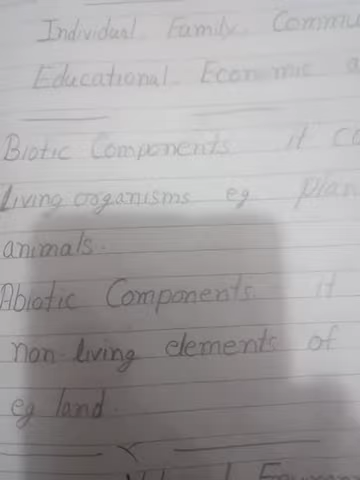 Individual Family
Educational Economic
Biotic Components it
living organisms eg
animals.
Abiotic Components it
non-living elements of
eg land.